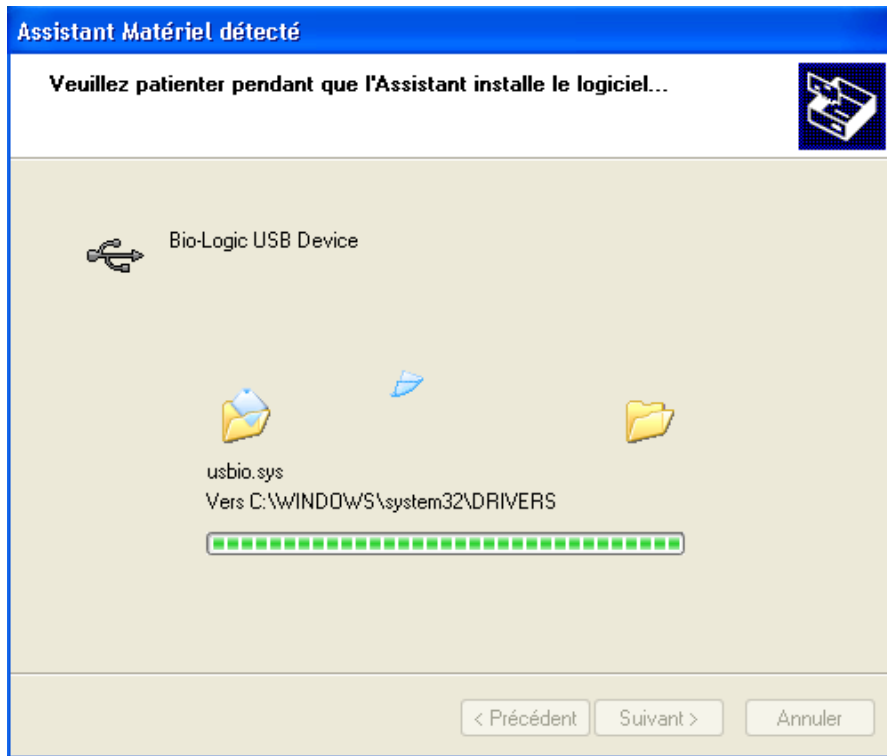 Assistant Matériel détecté
Veuillez patienter pendant que l'Assistant installe le logiciel...
Bio-Logic USB Device
usbio.sys
Vers C:\WINDOWS\system32\DRIVERS
< Précédent Suivant > Annuler